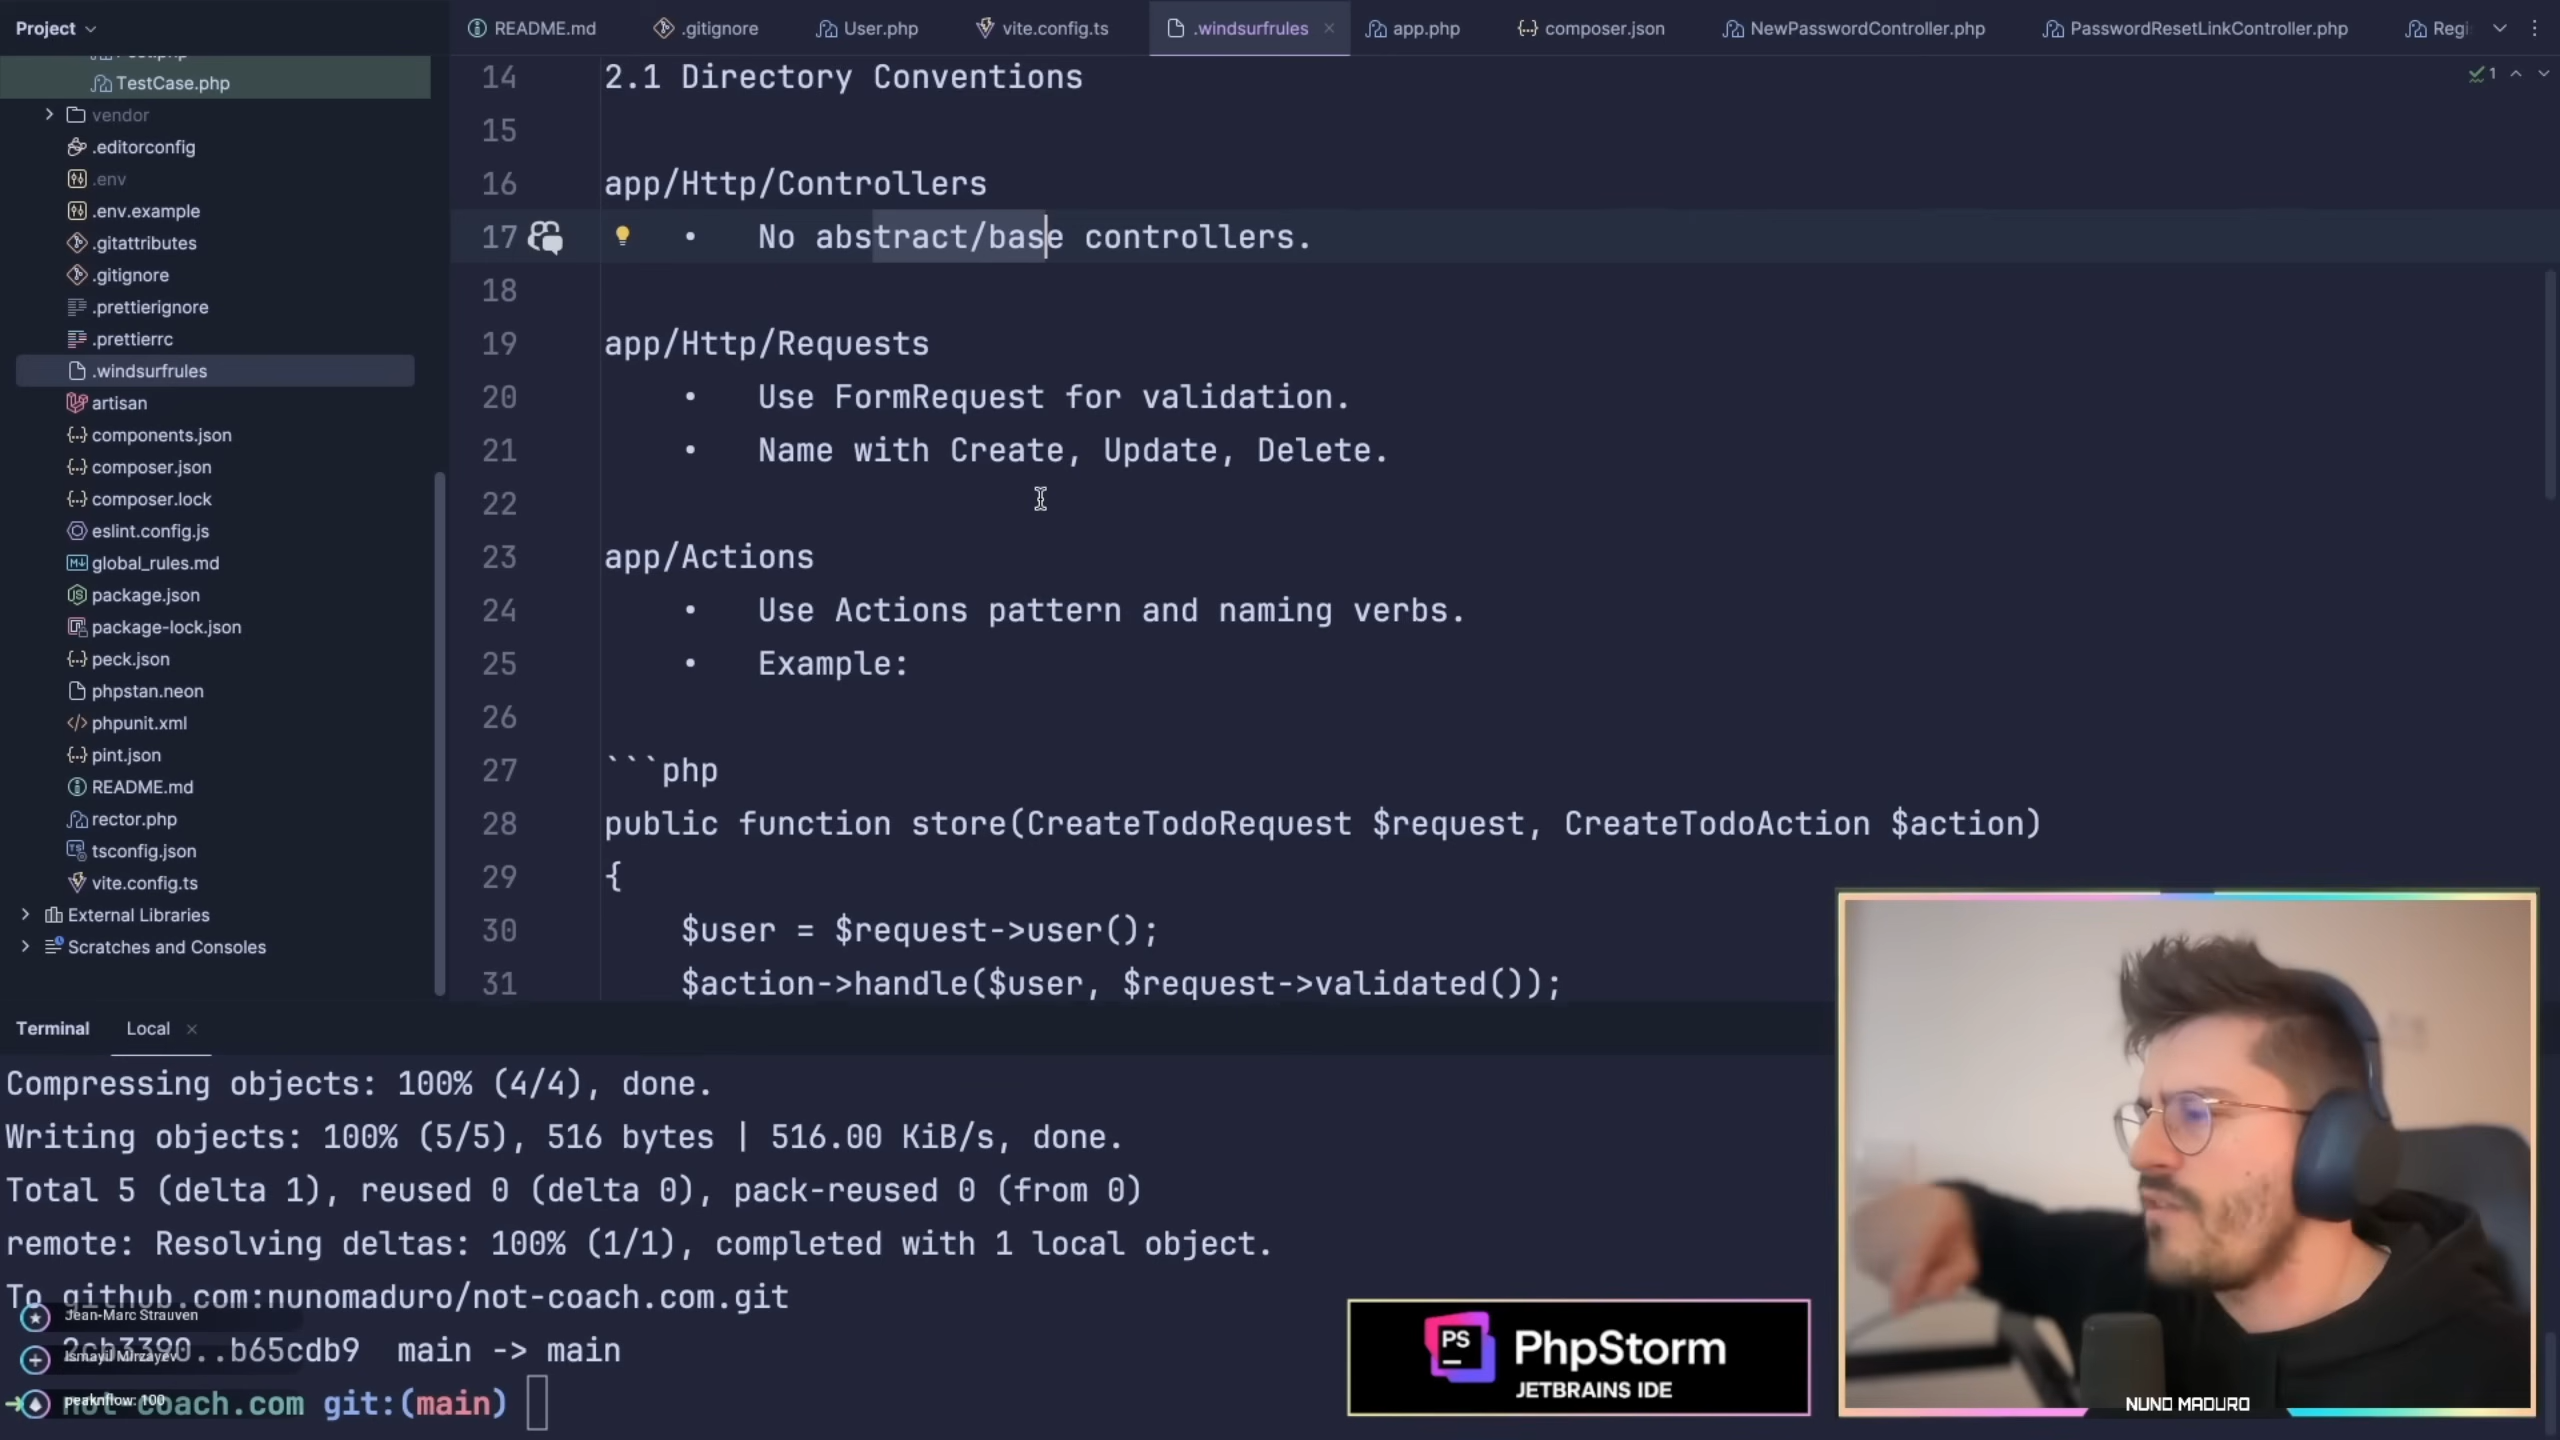 Project
README.md
.gitignore
User.php
vite.config.ts
.windsurfrules
app.php
composer.json
NewPasswordController.php
PasswordResetLinkController.php
Regi
TestCase.php
vendor
.editorconfig
.env
.env.example
.gitattributes
.gitignore
.prettierignore
.prettierrc
.windsurfrules
artisan
components.json
composer.json
composer.lock
eslint.config.js
global_rules.md
package.json
package-lock.json
peck.json
phpstan.neon
phpunit.xml
pint.json
README.md
rector.php
tsconfig.json
vite.config.ts
External Libraries
Scratches and Consoles
1
14 2.1 Directory Conventions
15
16 app/Http/Controllers
17 • No abstract/base controllers.
18
19 app/Http/Requests
20 • Use FormRequest for validation.
21 • Name with Create, Update, Delete.
22
23 app/Actions
24 • Use Actions pattern and naming verbs.
25 • Example:
26
27 ```php
28 public function store(CreateTodoRequest $request, CreateTodoAction $action)
29 {
30 $user = $request->user();
31 $action->handle($user, $request->validated());
Terminal Local
Compressing objects: 100% (4/4), done.
Writing objects: 100% (5/5), 516 bytes | 516.00 KiB/s, done.
Total 5 (delta 1), reused 0 (delta 0), pack-reused 0 (from 0)
remote: Resolving deltas: 100% (1/1), completed with 1 local object.
To github.com:nunomaduro/not-coach.com.git
Jean-Marc Strauven
..b65cdb9 main -> main
Ismayil Mirzayev
not-coach.com git:(main)
peaknflow: 100
PS
PhpStorm
JETBRAINS IDE
NUNO MADURO